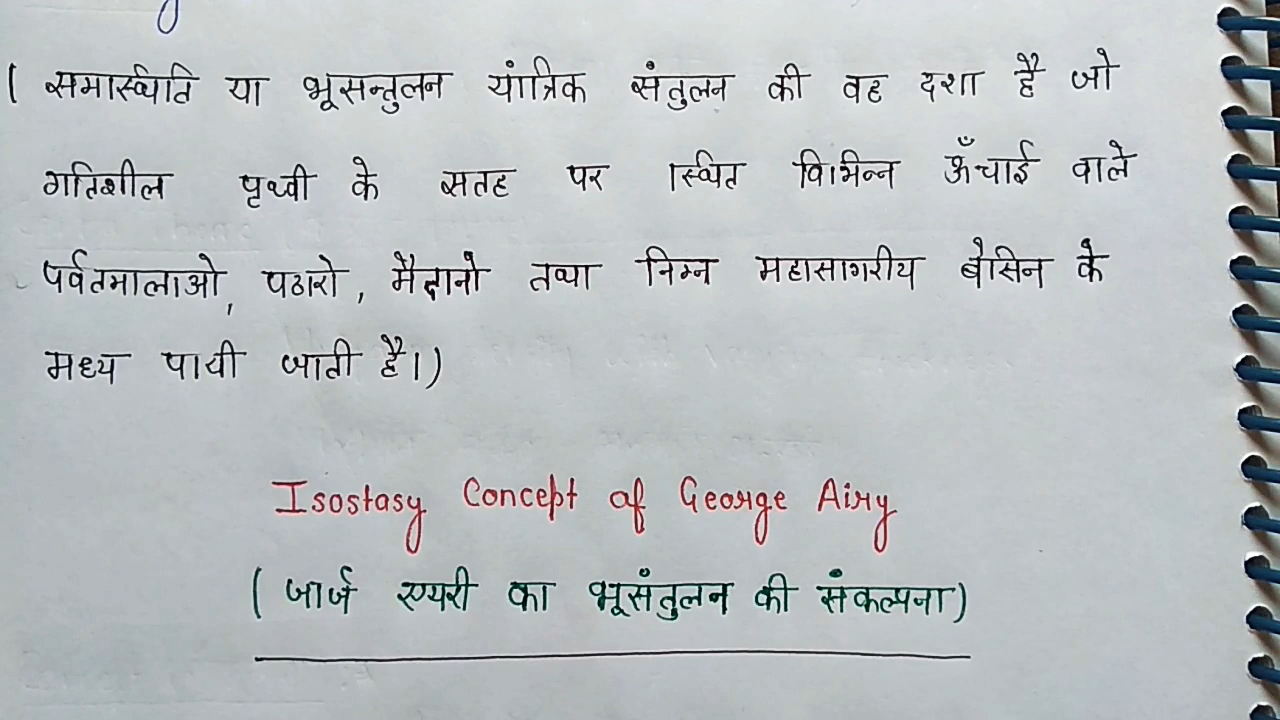 ( समास्थिति या भूसन्तुलन यांत्रिक संतुलन की वह दशा है जो
गतिशील पृथ्वी के सतह पर स्थित विभिन्न ऊँचाई वाले
पर्वतमालाओ, पठारो, मैदानो तथा निम्न महासागरीय बेसिन के
मध्य पायी जाती है।)
Isostasy Concept of George Airy
( जार्ज एयरी का भूसंतुलन की संकल्पना)